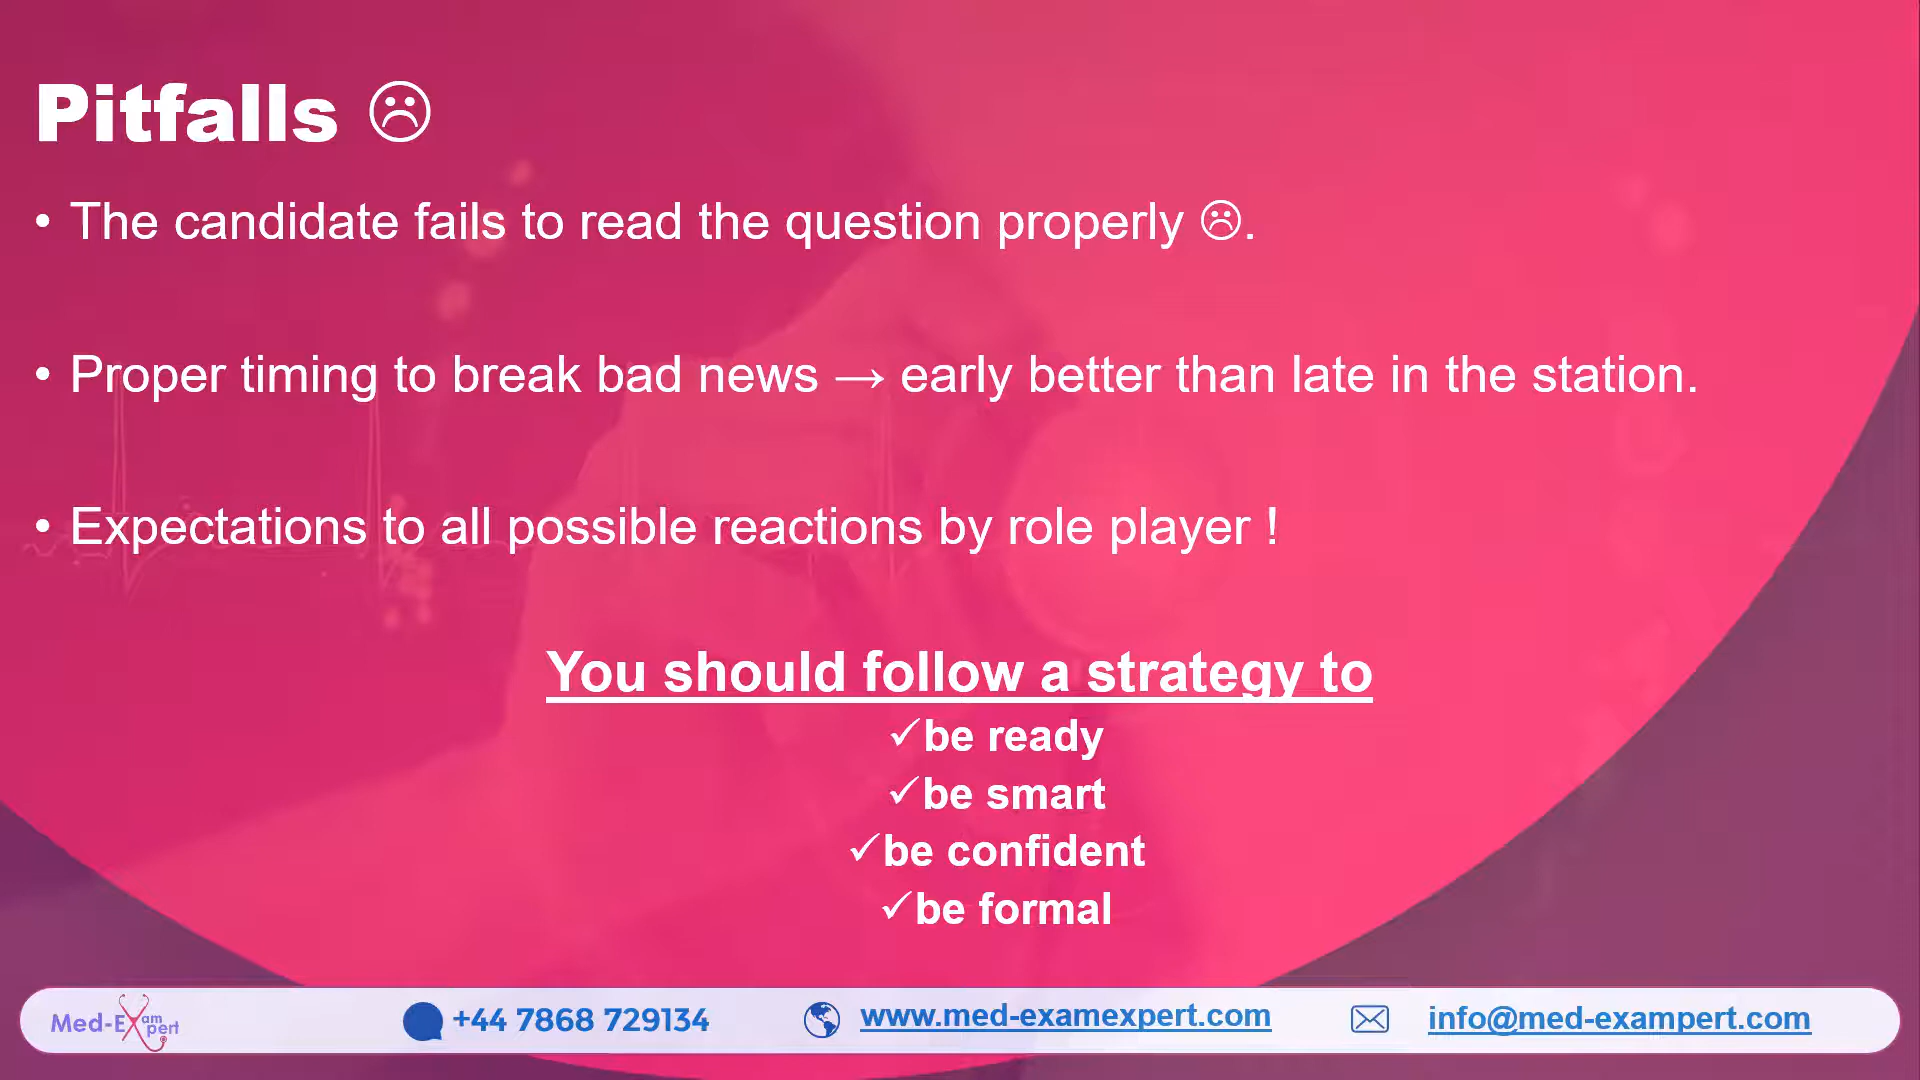 Pitfalls ☹
• The candidate fails to read the question properly ☹.
• Proper timing to break bad news → early better than late in the station.
• Expectations to all possible reactions by role player !
You should follow a strategy to
✓be ready
✓be smart
✓be confident
✓be formal
Med-Exam Expert
+44 7868 729134
www.med-examexpert.com
info@med-exampert.com